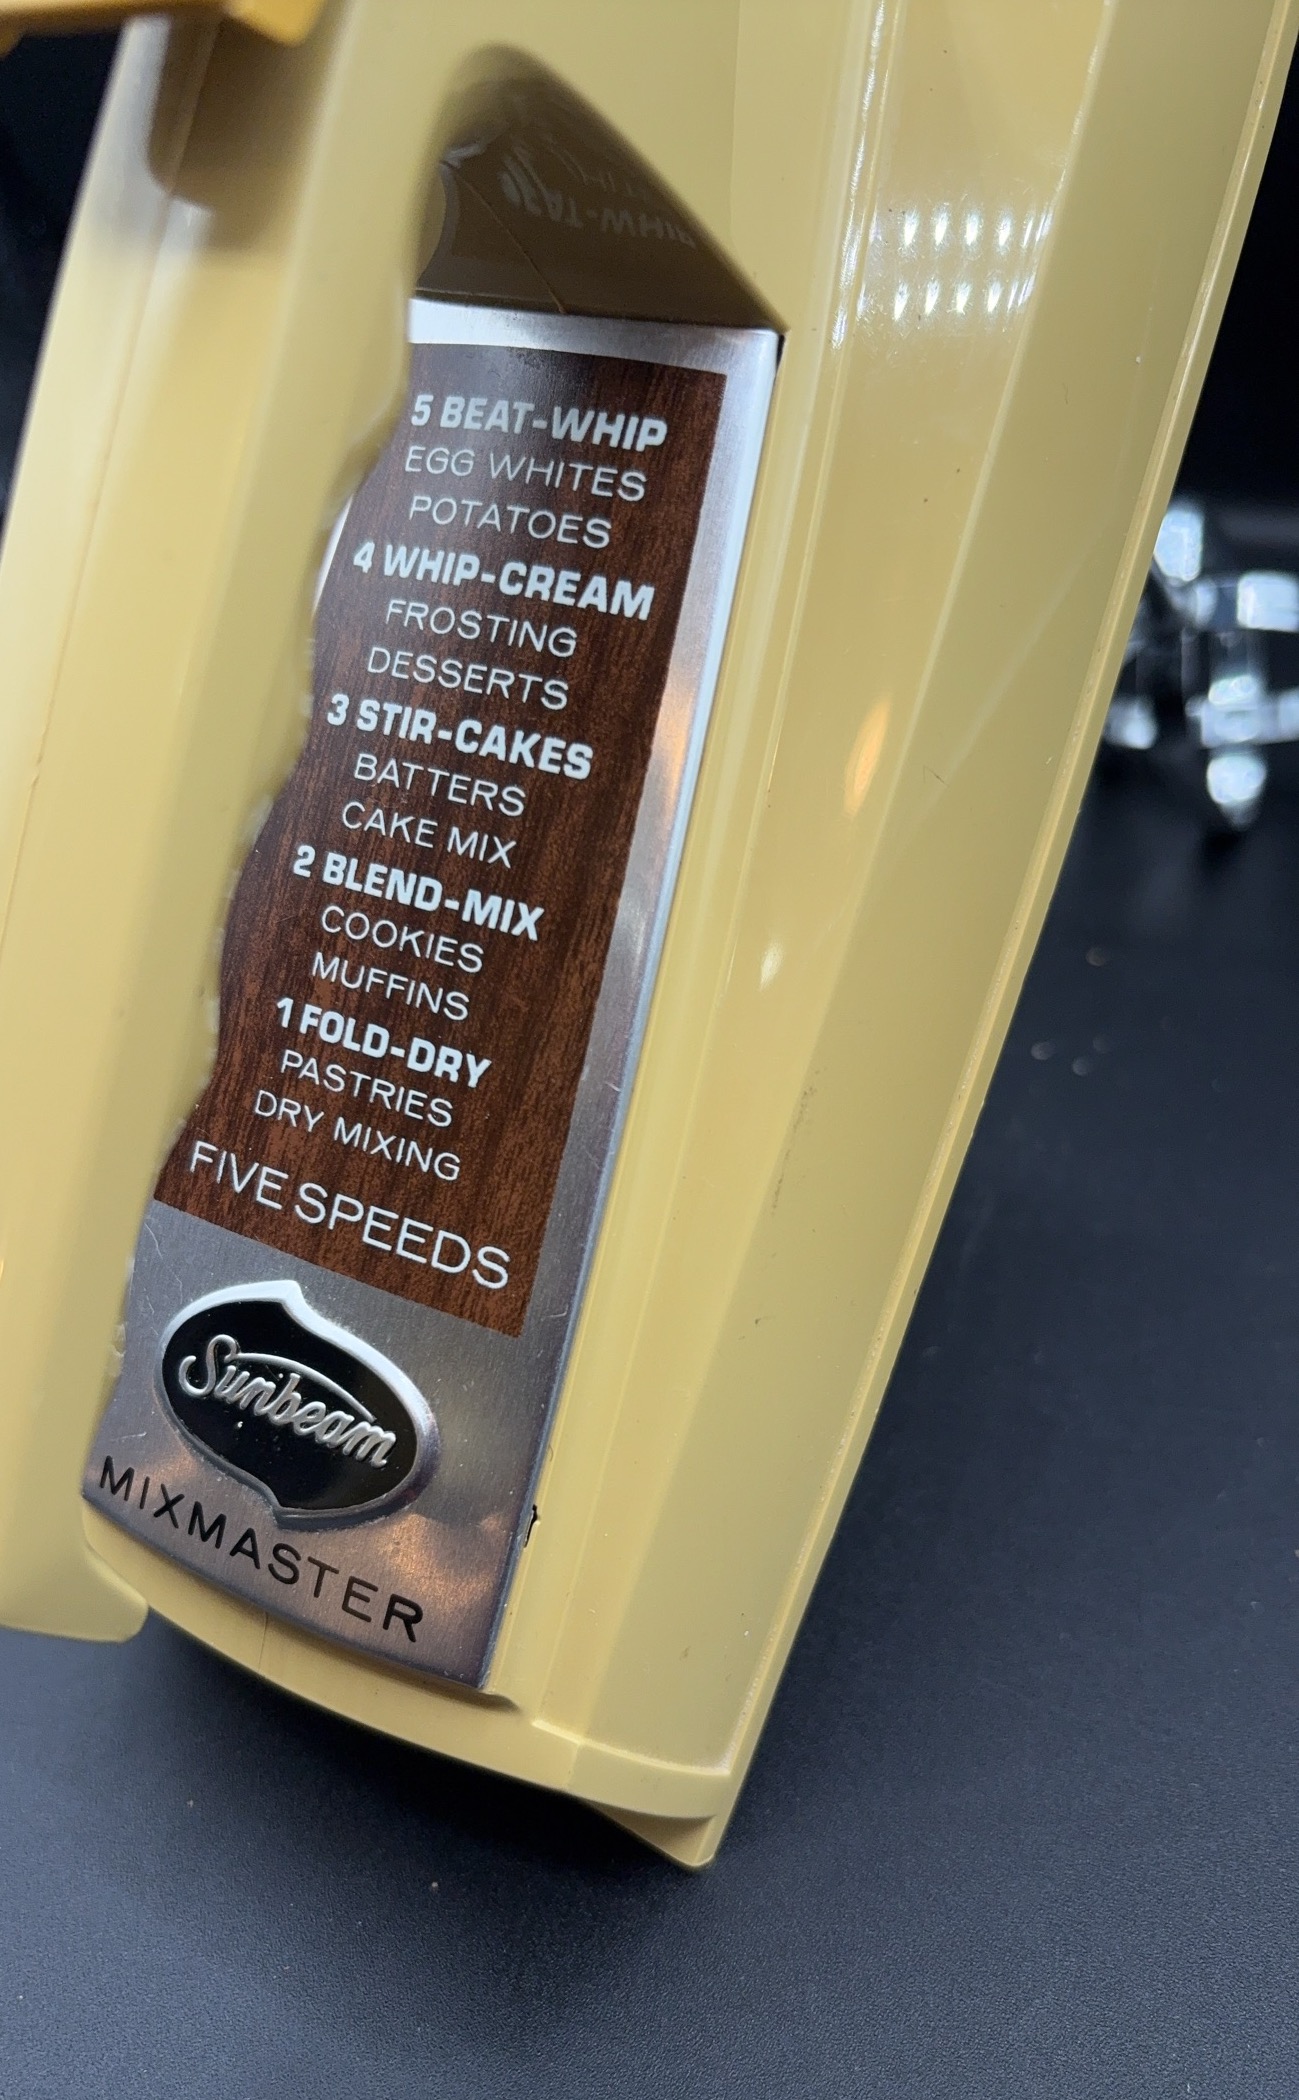 5 BEAT-WHIP
EGG WHITES
POTATOES
4 WHIP-CREAM
FROSTING
DESSERTS
3 STIR-CAKES
BATTERS
CAKE MIX
2 BLEND-MIX
COOKIES
MUFFINS
1 FOLD-DRY
PASTRIES
DRY MIXING
FIVE SPEEDS
Sunbeam
MIXMASTER